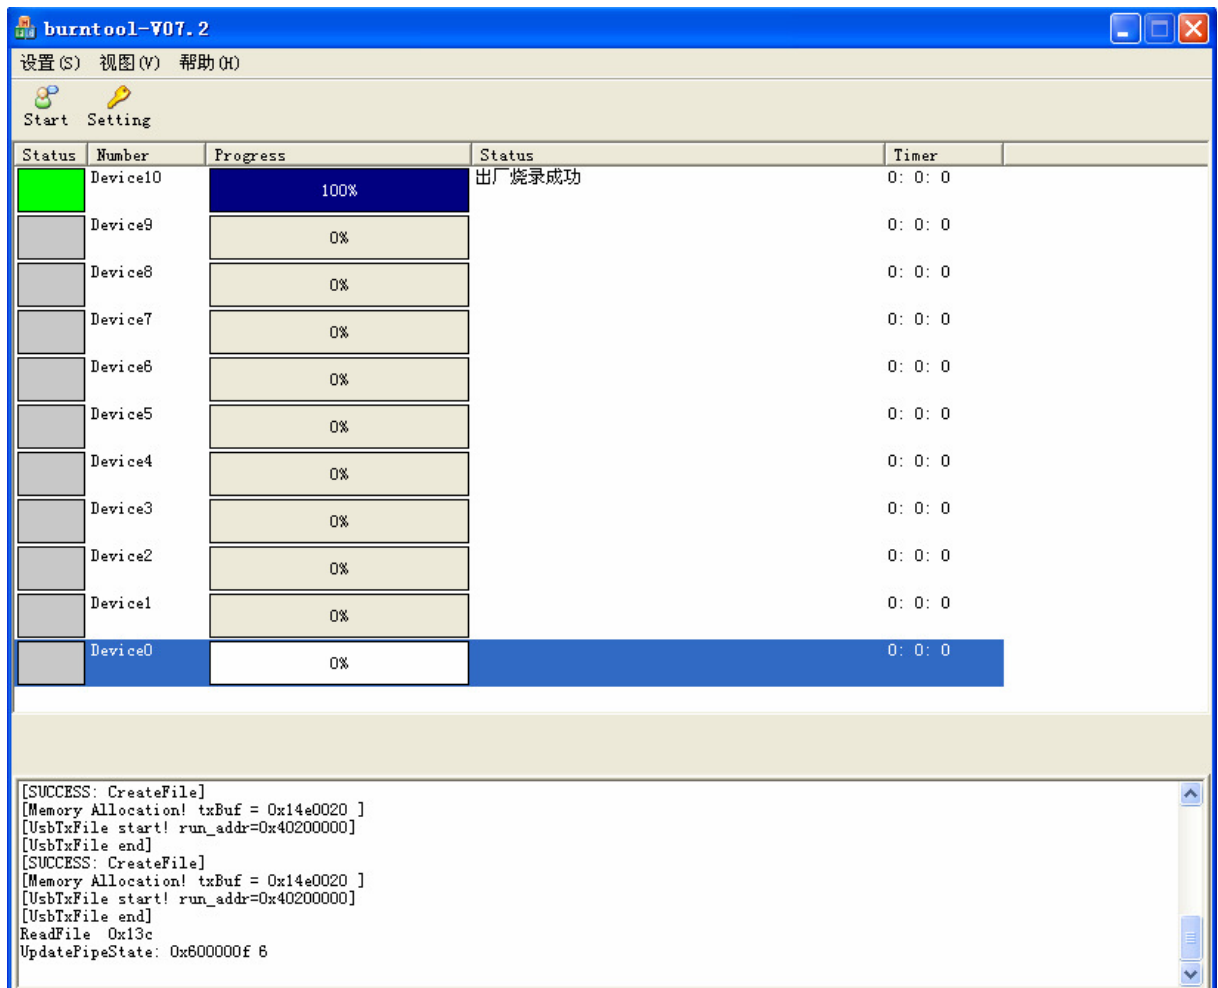 burntool-V07.2
设置(S) 视图(V) 帮助(H)
Start Setting
Status Number Progress Status Timer
Device10 100% 出厂烧录成功 0: 0: 0
Device9 0% 0: 0: 0
Device8 0% 0: 0: 0
Device7 0% 0: 0: 0
Device6 0% 0: 0: 0
Device5 0% 0: 0: 0
Device4 0% 0: 0: 0
Device3 0% 0: 0: 0
Device2 0% 0: 0: 0
Device1 0% 0: 0: 0
Device0 0% 0: 0: 0
[SUCCESS: CreateFile]
[Memory Allocation! txBuf = 0x14e0020 ]
[UsbTxFile start! run_addr=0x40200000]
[UsbTxFile end]
[SUCCESS: CreateFile]
[Memory Allocation! txBuf = 0x14e0020 ]
[UsbTxFile start! run_addr=0x40200000]
[UsbTxFile end]
ReadFile 0x13c
UpdatePipeState: 0x600000f 6